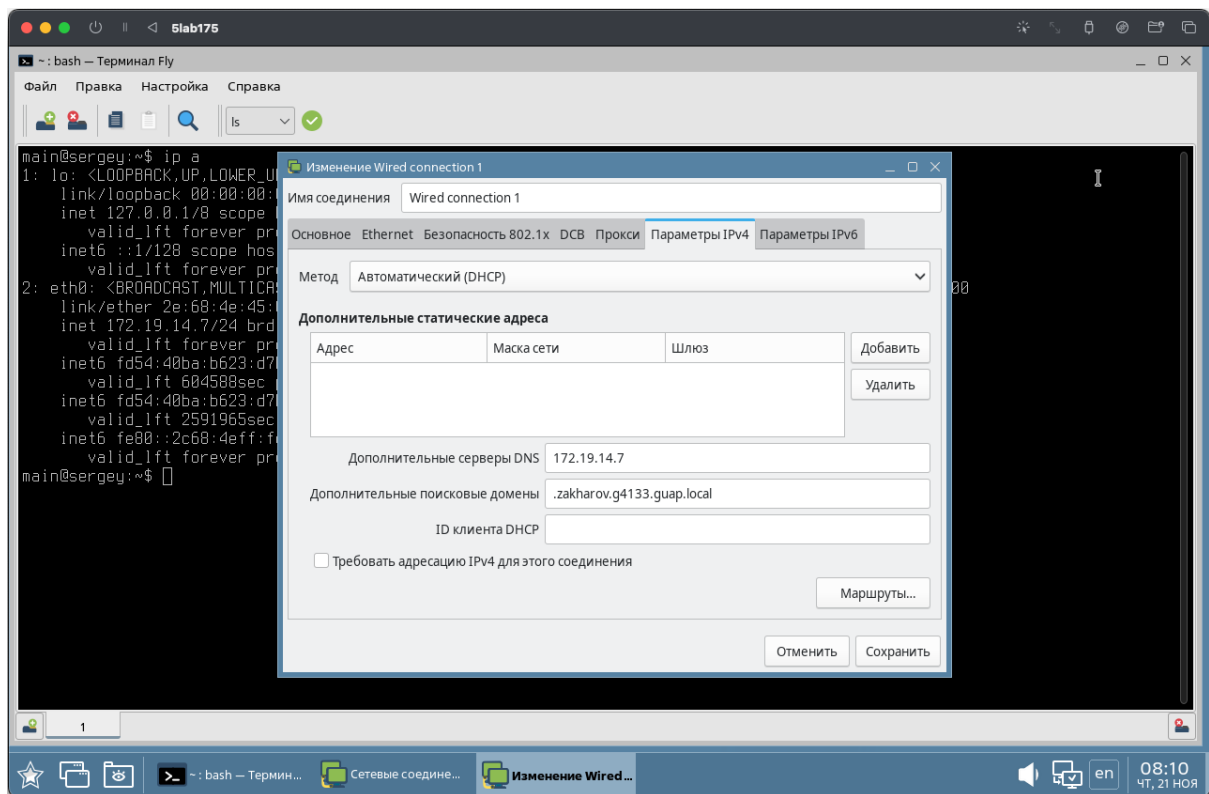 5lab175
~ : bash — Терминал Fly
Файл Правка Настройка Справка
ls
main@sergey:~$ ip a
1: lo: <LOOPBACK,UP,LOWER_U
link/loopback 00:00:00:
inet 127.0.0.1/8 scope
valid_lft forever pr
inet6 ::1/128 scope hos
valid_lft forever pr
2: eth0: <BROADCAST,MULTICA
00
link/ether 2e:68:4e:45:
inet 172.19.14.7/24 brd
valid_lft forever pr
inet6 fd54:40ba:b623:d7
valid_lft 604588sec
inet6 fd54:40ba:b623:d7
valid_lft 2591965sec
inet6 fe80::2c68:4eff:f
valid_lft forever pr
main@sergey:~$
Изменение Wired connection 1
Имя соединения Wired connection 1
Основное Ethernet Безопасность 802.1x DCB Прокси Параметры IPv4 Параметры IPv6
Метод Автоматический (DHCP)
Дополнительные статические адреса
Адрес Маска сети Шлюз Добавить
Удалить
Дополнительные серверы DNS 172.19.14.7
Дополнительные поисковые домены .zakharov.g4133.guap.local
ID клиента DHCP
Требовать адресацию IPv4 для этого соединения
Маршруты...
Отменить Сохранить
1
~ : bash — Термин... Сетевые соедине... Изменение Wired ... en 08:10
ЧТ, 21 НОЯ